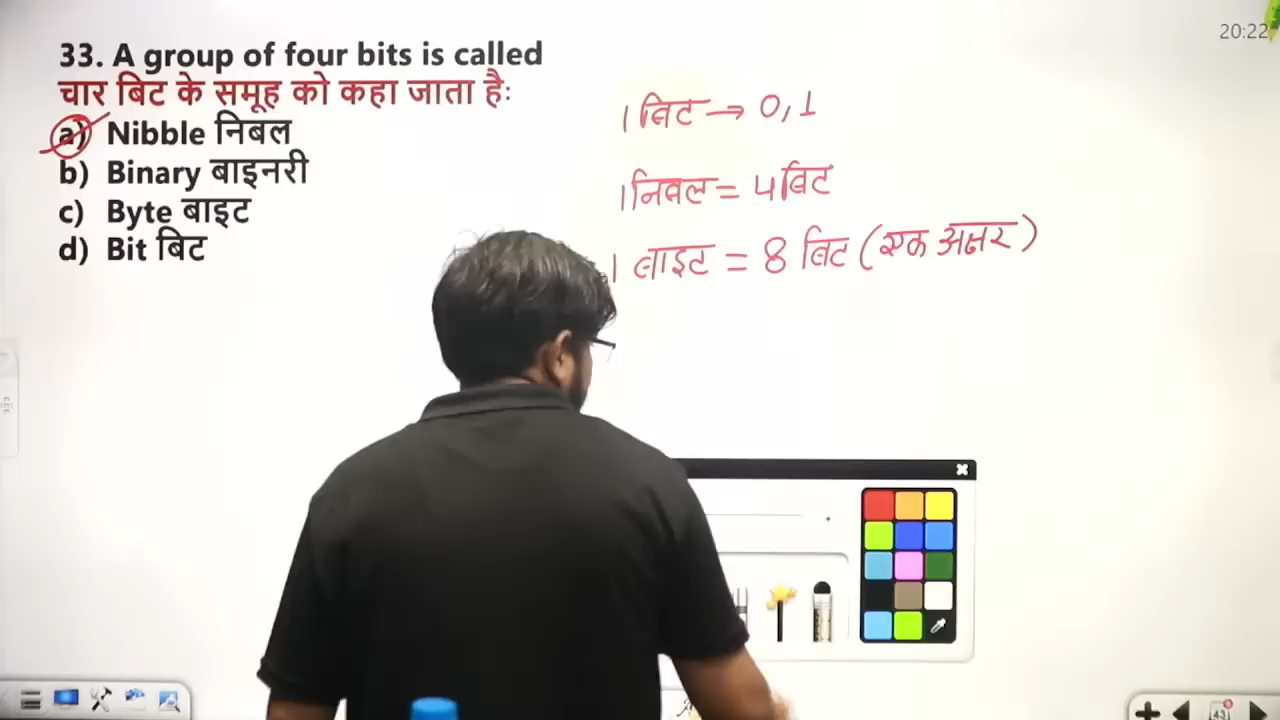 20:22
33. A group of four bits is called
चार बिट के समूह को कहा जाता है:
a) Nibble निबल
b) Binary बाइनरी
c) Byte बाइट
d) Bit बिट
1 बिट → 0, 1
1 निबल = 4 बिट
1 बाइट = 8 बिट (एक अक्षर)
43